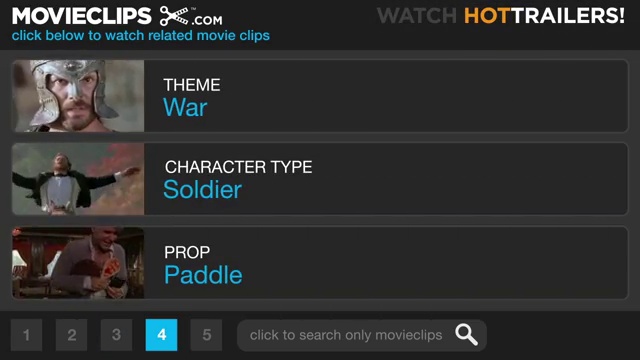 MOVIECLIPS ™ .COM
WATCH HOTTRAILERS!
click below to watch related movie clips
THEME
War
CHARACTER TYPE
Soldier
PROP
Paddle
1 2 3 4 5
click to search only movieclips